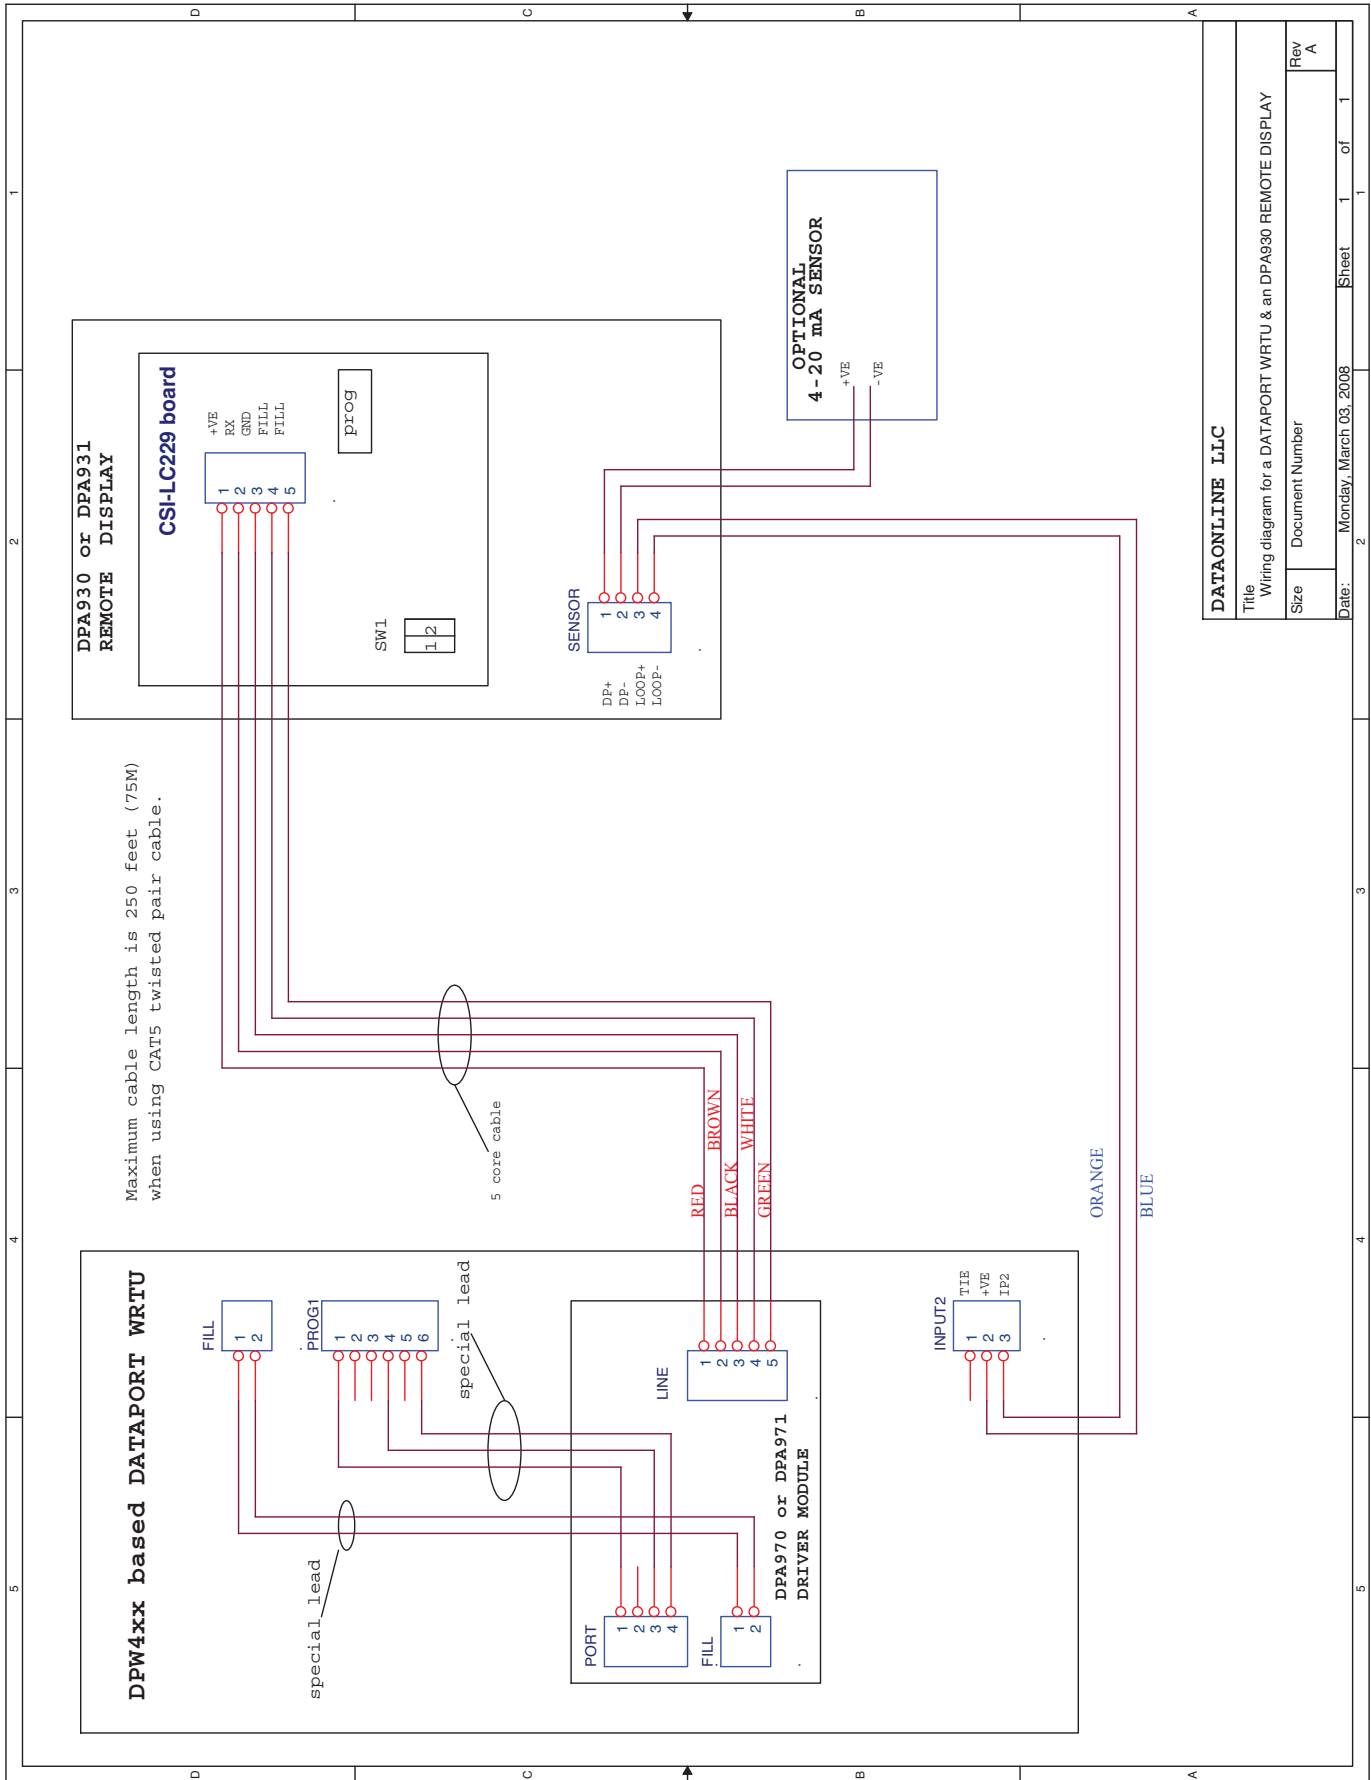 5
4
3
2
1
D
C
B
A
DPW4xx based DATAPORT WRTU
special lead
FILL
1
2
PROG1
1
2
3
4
5
6
special lead
PORT
1
2
3
4
FILL
1
2
DPA970 or DPA971
DRIVER MODULE
LINE
1
2
3
4
5
INPUT2
1
2
3
TIE
+VE
IP2
Maximum cable length is 250 feet (75M)
when using CAT5 twisted pair cable.
5 core cable
RED
BROWN
BLACK
WHITE
GREEN
ORANGE
BLUE
DPA930 or DPA931
REMOTE DISPLAY
CSI-LC229 board
1
2
3
4
5
+VE
RX
GND
FILL
FILL
prog
SW1
1 2
SENSOR
1
2
3
4
DP+
DP-
LOOP+
LOOP-
OPTIONAL
4-20 mA SENSOR
+VE
-VE
DATAONLINE LLC
Title
Wiring diagram for a DATAPORT WRTU & an DPA930 REMOTE DISPLAY
Size
Document Number
Rev
A
Date:
Monday, March 03, 2008
Sheet
1
of
1
5
4
3
2
1
D
C
B
A